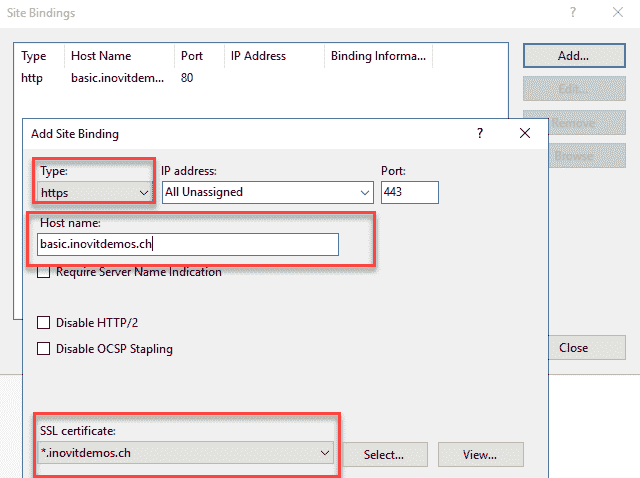 Site Bindings
Type Host Name Port IP Address Binding Informa...
http basic.inovitdem... 80
Add...
Edit...
Remove
Browse
Close
Add Site Binding
Type: IP address: Port:
https All Unassigned 443
Host name:
basic.inovitdemos.ch
Require Server Name Indication
Disable HTTP/2
Disable OCSP Stapling
SSL certificate:
*.inovitdemos.ch Select... View...